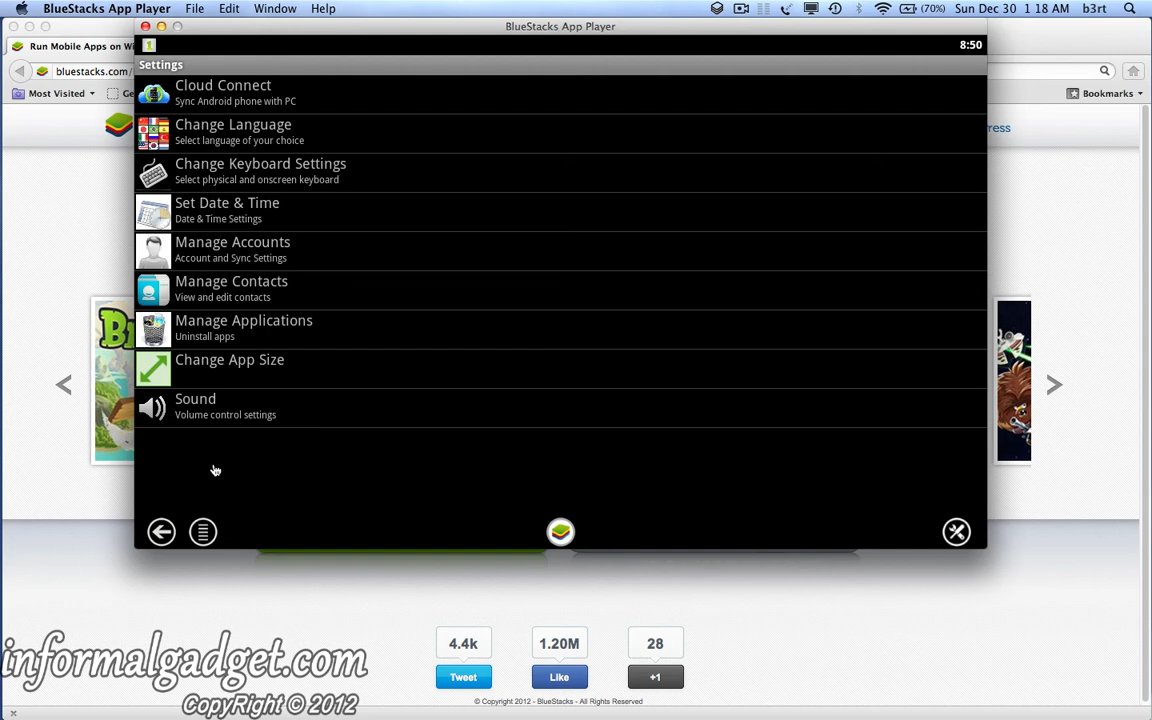 BlueStacks App Player File Edit Window Help (70%) Sun Dec 30 1:18 AM b3rt
BlueStacks App Player
Run Mobile Apps on Wi
1 8:50
bluestacks.com/
Settings
Most Visited Ge Bookmarks
Cloud Connect
Sync Android phone with PC
Change Language
Select language of your choice
ress
Change Keyboard Settings
Select physical and onscreen keyboard
Set Date & Time
Date & Time Settings
Manage Accounts
Account and Sync Settings
Manage Contacts
View and edit contacts
Manage Applications
Uninstall apps
Change App Size
Sound
Volume control settings
4.4k 1.20M 28
Tweet Like +1
© Copyright 2012 - BlueStacks - All Rights Reserved
informalgadget.com
CopyRight © 2012